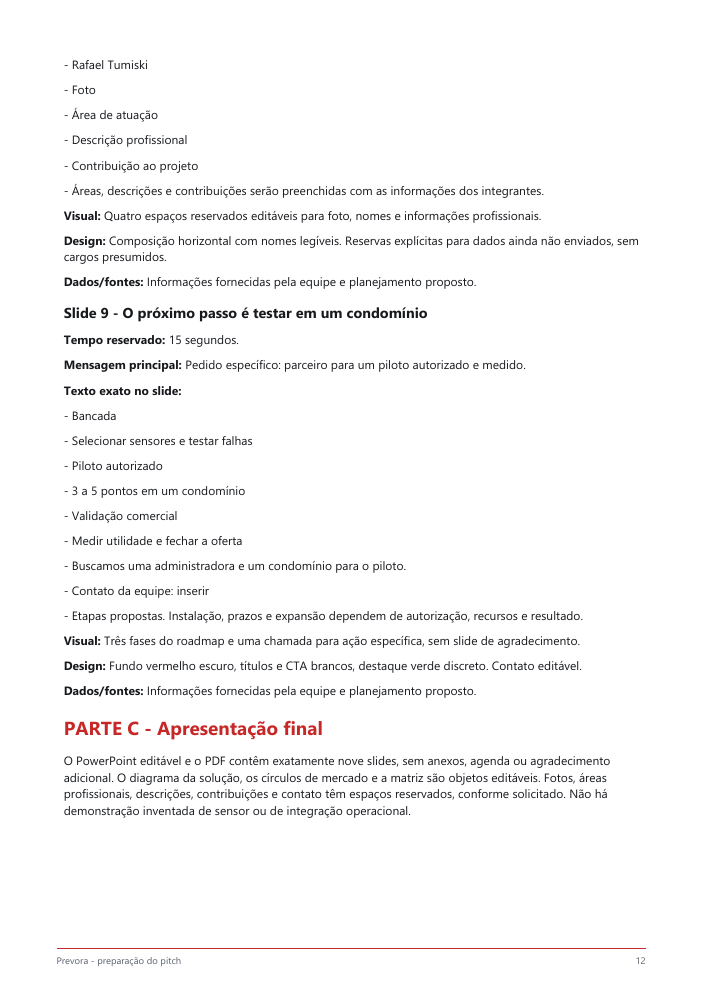 - Rafael Tumiski
- Foto
- Área de atuação
- Descrição profissional
- Contribuição ao projeto
- Áreas, descrições e contribuições serão preenchidas com as informações dos integrantes.
Visual: Quatro espaços reservados editáveis para foto, nomes e informações profissionais.
Design: Composição horizontal com nomes legíveis. Reservas explícitas para dados ainda não enviados, sem
cargos presumidos.
Dados/fontes: Informações fornecidas pela equipe e planejamento proposto.
Slide 9 - O próximo passo é testar em um condomínio
Tempo reservado: 15 segundos.
Mensagem principal: Pedido específico: parceiro para um piloto autorizado e medido.
Texto exato no slide:
- Bancada
- Selecionar sensores e testar falhas
- Piloto autorizado
- 3 a 5 pontos em um condomínio
- Validação comercial
- Medir utilidade e fechar a oferta
- Buscamos uma administradora e um condomínio para o piloto.
- Contato da equipe: inserir
- Etapas propostas. Instalação, prazos e expansão dependem de autorização, recursos e resultado.
Visual: Três fases do roadmap e uma chamada para ação específica, sem slide de agradecimento.
Design: Fundo vermelho escuro, títulos e CTA brancos, destaque verde discreto. Contato editável.
Dados/fontes: Informações fornecidas pela equipe e planejamento proposto.
PARTE C - Apresentação final
O PowerPoint editável e o PDF contêm exatamente nove slides, sem anexos, agenda ou agradecimento
adicional. O diagrama da solução, os círculos de mercado e a matriz são objetos editáveis. Fotos, áreas
profissionais, descrições, contribuições e contato têm espaços reservados, conforme solicitado. Não há
demonstração inventada de sensor ou de integração operacional.
Prevora - preparação do pitch
12